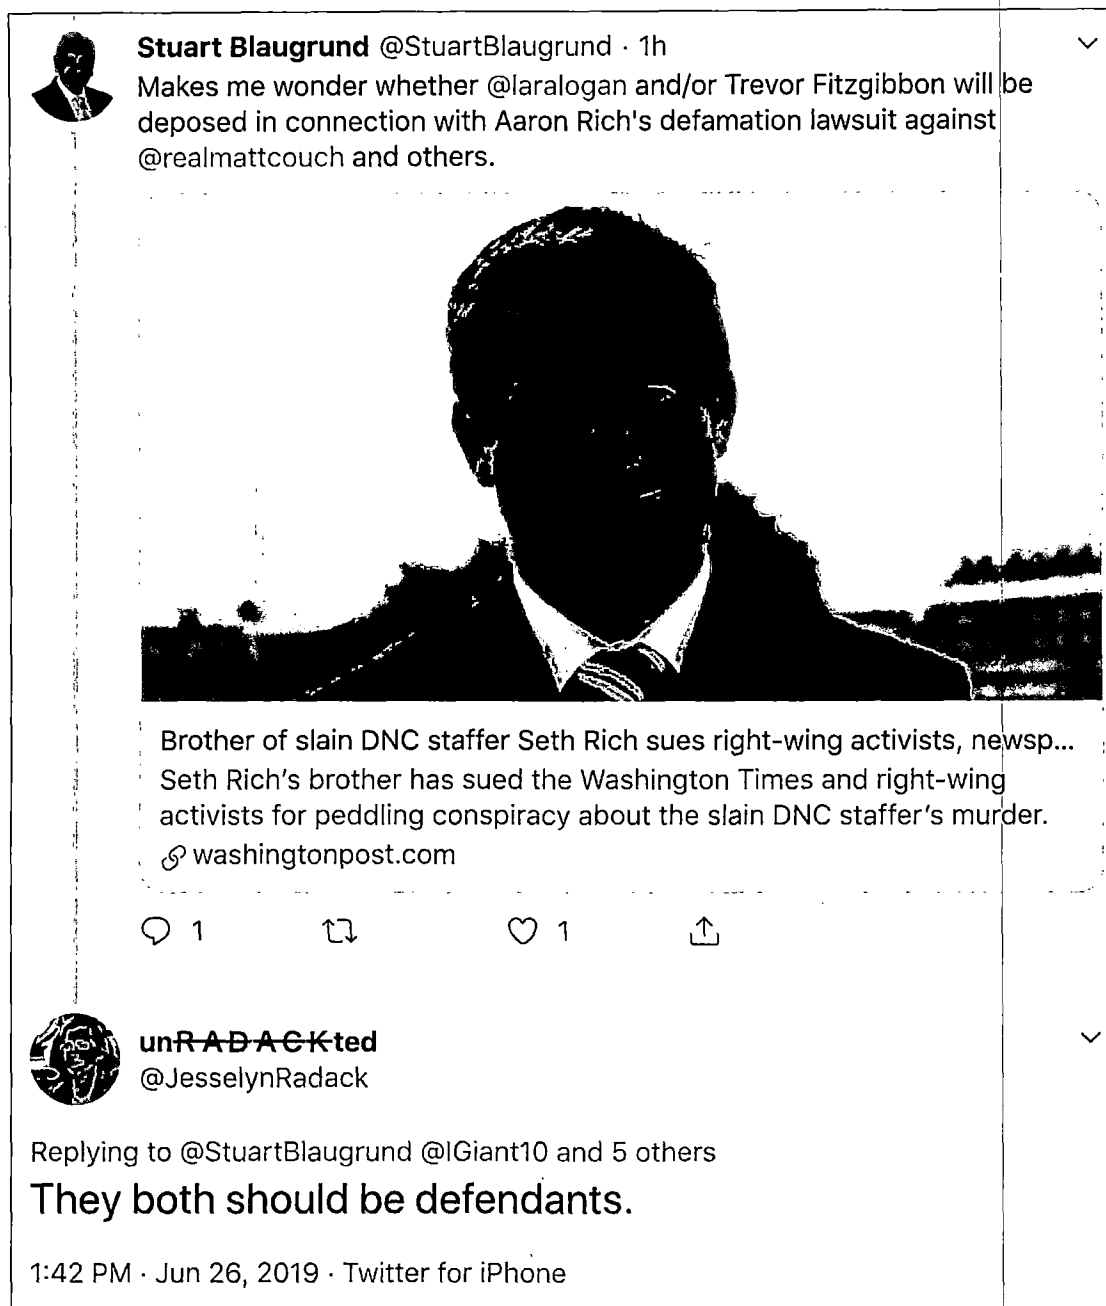 Stuart Blaugrund @StuartBlaugrund · 1h
Makes me wonder whether @laralogan and/or Trevor Fitzgibbon will be
deposed in connection with Aaron Rich's defamation lawsuit against
@realmattcouch and others.
Brother of slain DNC staffer Seth Rich sues right-wing activists, newsp...
Seth Rich's brother has sued the Washington Times and right-wing
activists for peddling conspiracy about the slain DNC staffer's murder.
washingtonpost.com
1 1
unRADACKted
@JesselynRadack
Replying to @StuartBlaugrund @IGiant10 and 5 others
They both should be defendants.
1:42 PM · Jun 26, 2019 · Twitter for iPhone